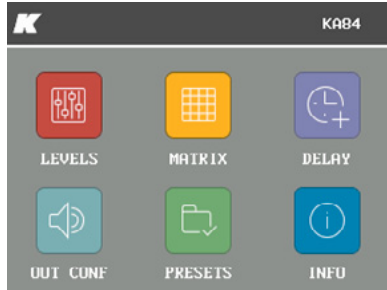 K KA84
LEVELS MATRIX DELAY
OUT CONF PRESETS INFO